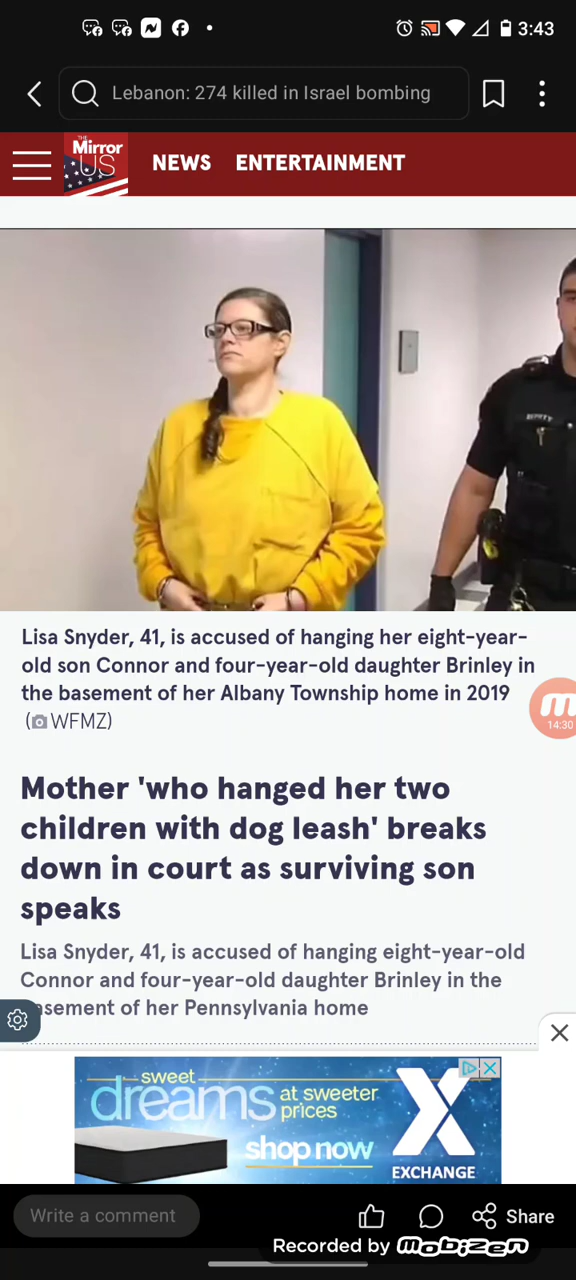 3:43
Lebanon: 274 killed in Israel bombing
THE
Mirror
US
NEWS ENTERTAINMENT
DEPUTY
Lisa Snyder, 41, is accused of hanging her eight-year-
old son Connor and four-year-old daughter Brinley in
the basement of her Albany Township home in 2019
(WFMZ)
14:30
Mother 'who hanged her two
children with dog leash' breaks
down in court as surviving son
speaks
Lisa Snyder, 41, is accused of hanging eight-year-old
Connor and four-year-old daughter Brinley in the
asement of her Pennsylvania home
sweet
dreams at sweeter
prices
shop now
X
EXCHANGE
Write a comment
Share
Recorded by mobizen